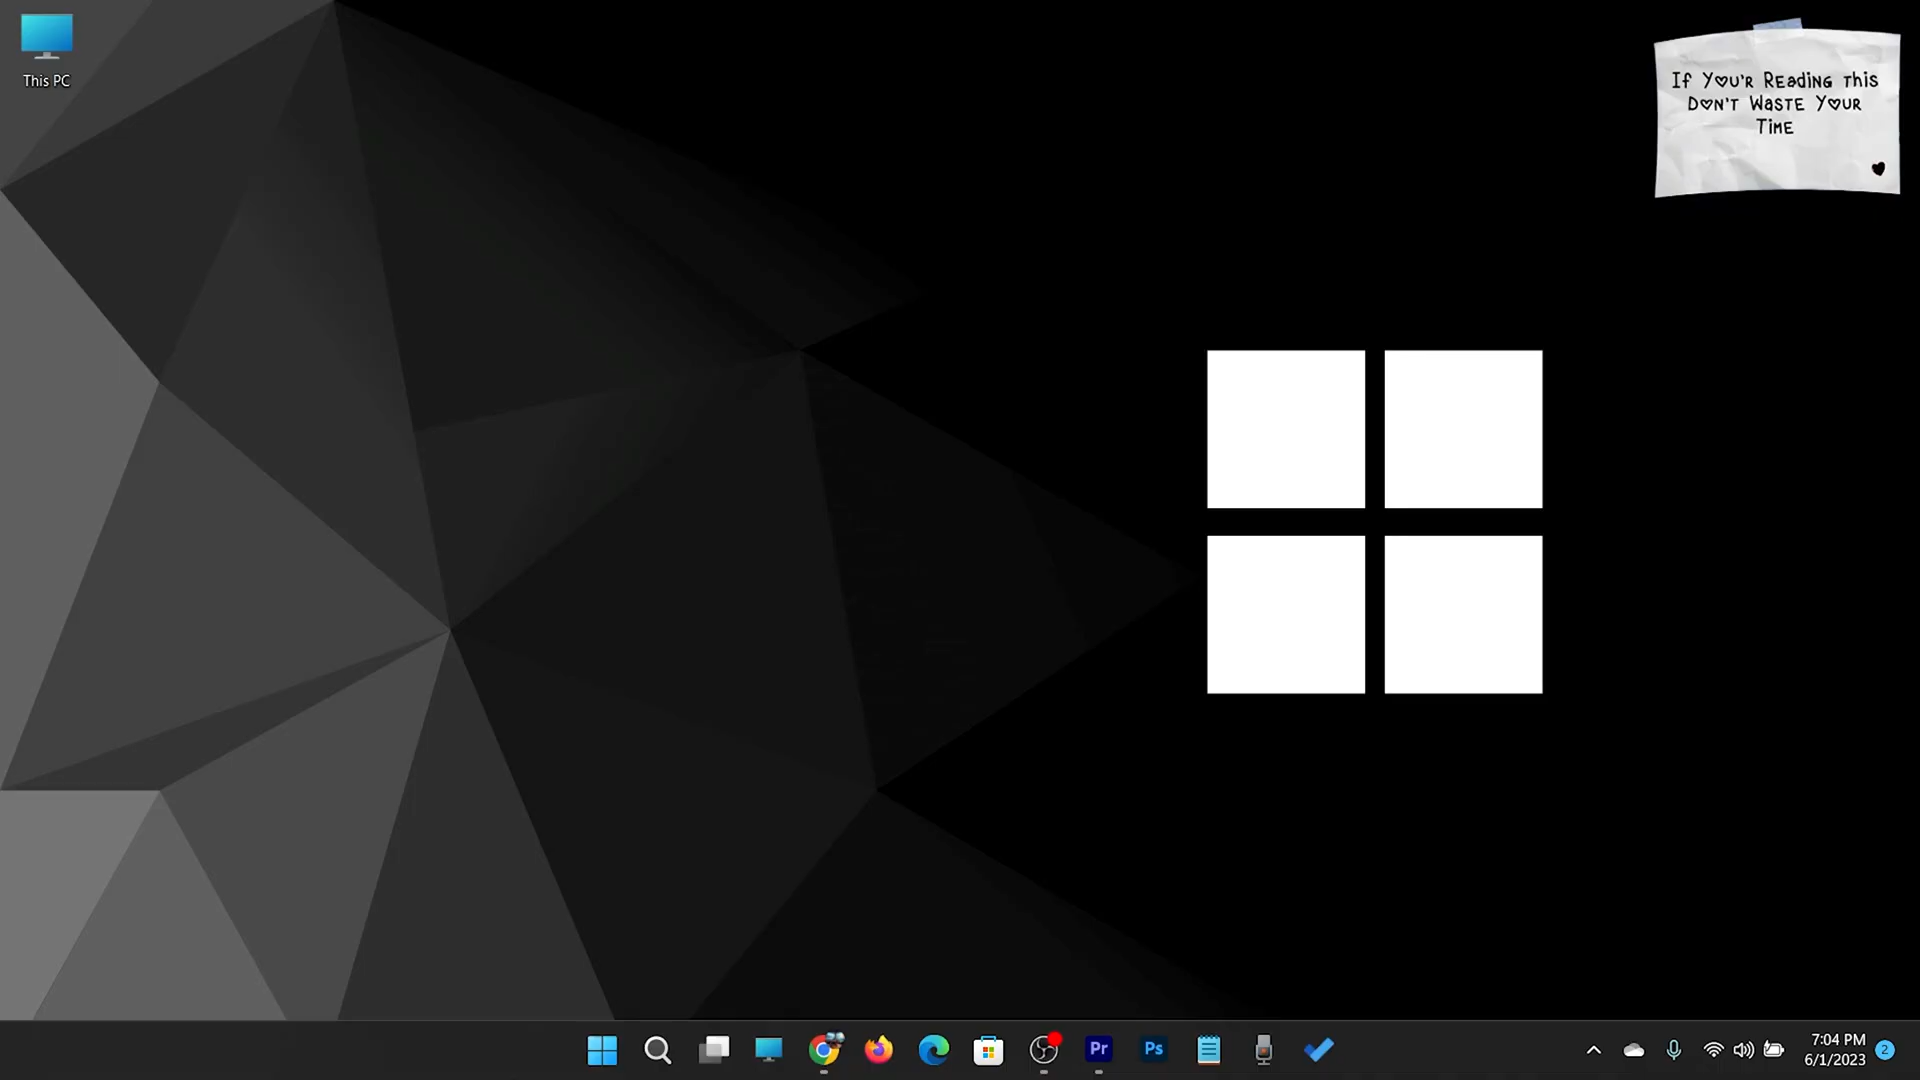 This PC
If You'r Reading this
Don't Waste Your
Time
Pr
Ps
7:04 PM
6/1/2023
2